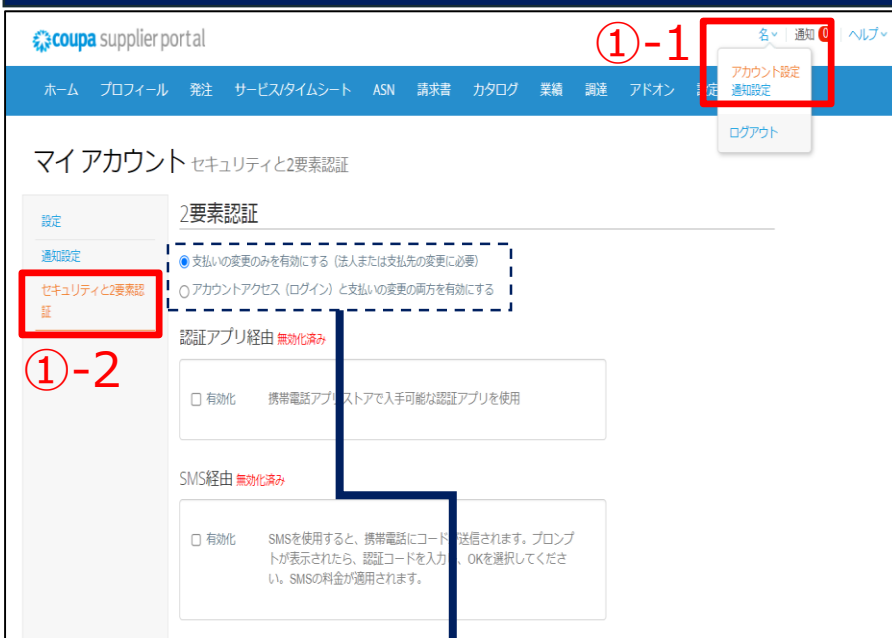 coupa supplier portal
①-1
名 通知 0 ヘルプ
アカウント設定
通知設定
ログアウト
ホーム プロフィール 発注 サービス/タイムシート ASN 請求書 カタログ 業績 調達 アドオン
マイ アカウント セキュリティと2要素認証
設定
通知設定
セキュリティと2要素認
証
①-2
2要素認証
支払いの変更のみを有効にする（法人または支払先の変更に必要）
アカウントアクセス（ログイン）と支払いの変更の両方を有効にする
認証アプリ経由 無効化済み
有効化 携帯電話アプリストアで入手可能な認証アプリを使用
SMS経由 無効化済み
有効化 SMSを使用すると、携帯電話にコードが送信されます。プロンプ
トが表示されたら、認証コードを入力し、OKを選択してくださ
い。SMSの料金が適用されます。